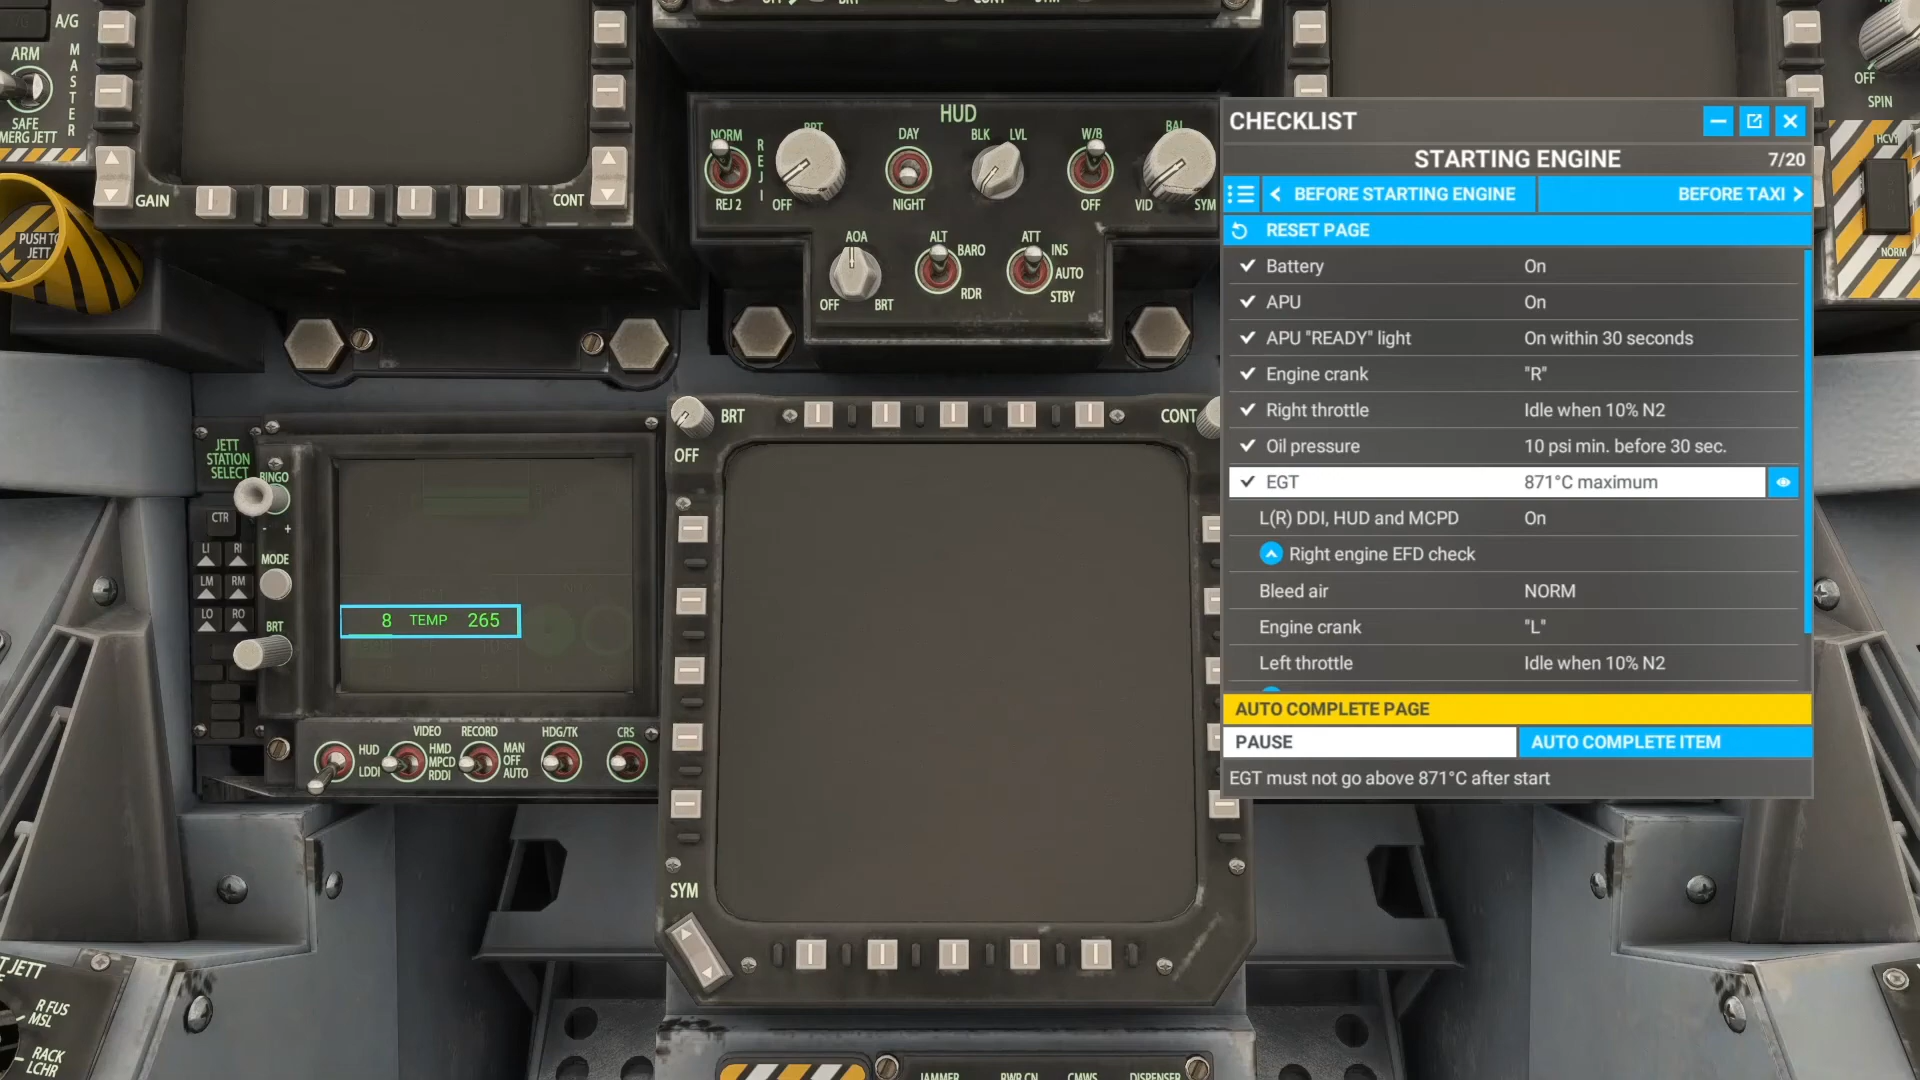 A/G
ARM
MASTER
SAFE
MERG JETT
GAIN
CONT
PUSH TO
JETT
OFF
SPIN
HCV1
NORM
HUD
NORM
REJ 1
REJ 2
BRT
OFF
DAY
NIGHT
BLK
LVL
W/B
OFF
BAL
VID
SYM
AOA
OFF
BRT
ALT
BARO
RDR
ATT
INS
AUTO
STBY
CHECKLIST
STARTING ENGINE
7/20
BEFORE STARTING ENGINE
BEFORE TAXI
RESET PAGE
Battery On
APU On
APU "READY" light On within 30 seconds
Engine crank "R"
Right throttle Idle when 10% N2
Oil pressure 10 psi min. before 30 sec.
EGT 871°C maximum
L(R) DDI, HUD and MCPD On
Right engine EFD check
Bleed air NORM
Engine crank "L"
Left throttle Idle when 10% N2
AUTO COMPLETE PAGE
PAUSE
AUTO COMPLETE ITEM
EGT must not go above 871°C after start
BRT
OFF
CONT
SYM
JETT
STATION
SELECT
BINGO
- +
CTR
LI RI
LM RM
LO RO
MODE
BRT
8 TEMP 265
HUD
LDDI
VIDEO
HMD
MPCD
RDDI
RECORD
MAN
OFF
AUTO
HDG/TK
CRS
T JETT
R FUS
MSL
RACK
LCHR
JAMMER
RWR CN
CMWS
DISPENSER